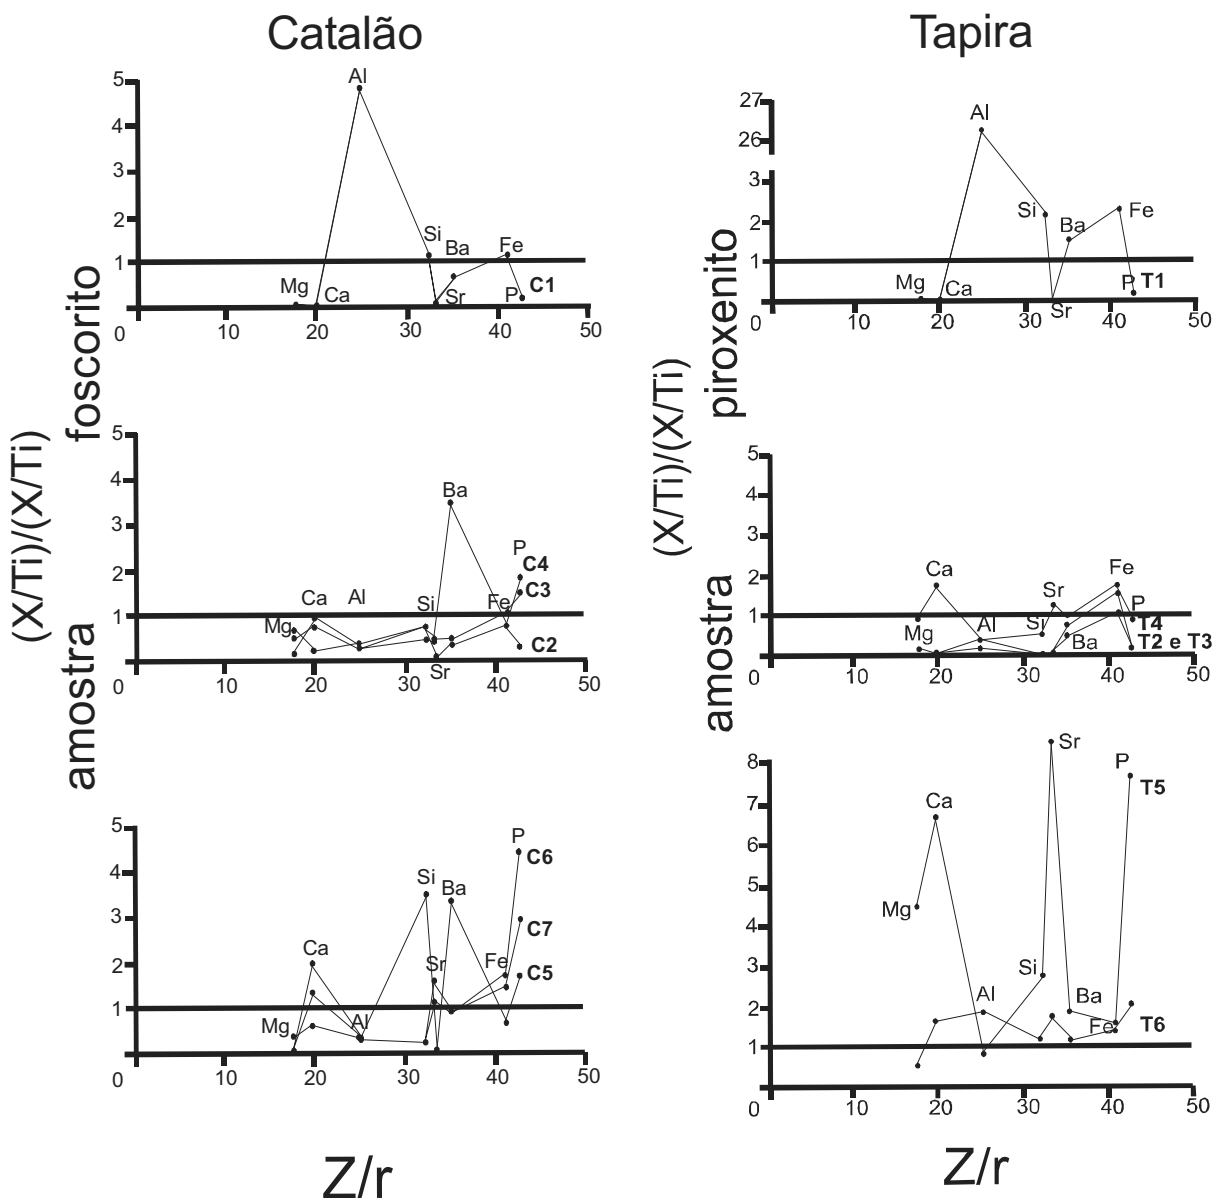 Catalão
Tapira
(X/Ti)/(X/Ti)
amostra
foscorito
5
4
3
2
1
0
10
20
30
40
50
Mg
Ca
Al
Si
Sr
Ba
Fe
P
C1
5
4
3
2
1
0
10
20
30
40
50
Mg
Ca
Al
Si
Sr
Ba
Fe
P
C4
C3
C2
5
4
3
2
1
0
10
20
30
40
50
Mg
Ca
Al
Si
Sr
Ba
Fe
P
C6
C7
C5
Z/r
(X/Ti)/(X/Ti)
amostra
piroxenito
27
26
3
2
1
0
10
20
30
40
50
Mg
Ca
Al
Si
Sr
Ba
Fe
P
T1
5
4
3
2
1
0
10
20
30
40
50
Mg
Ca
Al
Si
Sr
Ba
Fe
P
T4
T2 e T3
8
7
6
5
4
3
2
1
0
10
20
30
40
50
Mg
Ca
Al
Si
Sr
Ba
Fe
P
T5
T6
Z/r